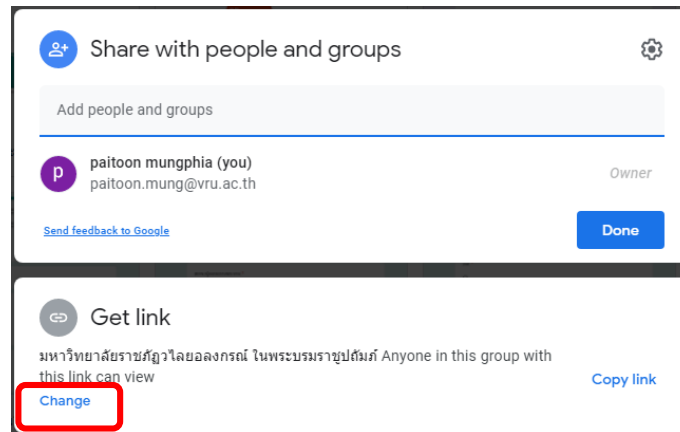 Share with people and groups
Add people and groups
p
paitoon mungphia (you)
paitoon.mung@vru.ac.th
Owner
Send feedback to Google
Done
Get link
มหาวิทยาลัยราชภัฏวไลยอลงกรณ์ ในพระบรมราชูปถัมภ์ Anyone in this group with
this link can view
Copy link
Change